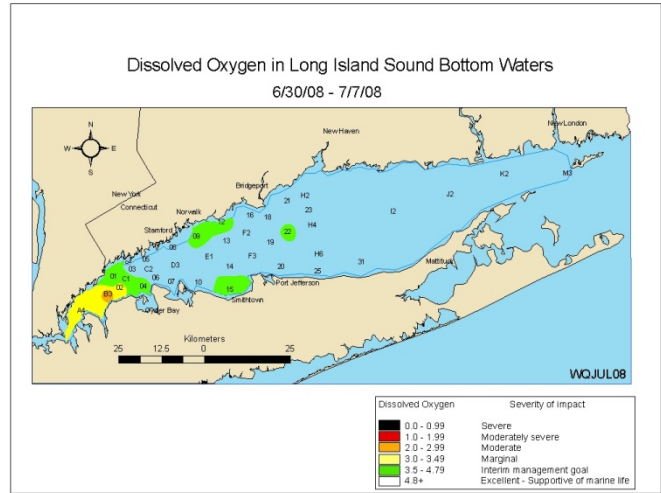 Dissolved Oxygen in Long Island Sound Bottom Waters
6/30/08 - 7/7/08
N
W E
S
New London
New Haven
Bridgeport
New York
Connecticut
Norwalk
Stamford
K2
M3
J2
H2
21
23
I2
16
18
12
09
F2
22
H4
13
19
08
05
E1
F3
H6
03
C2
D3
14
20
25
31
Mattituck
01
C1
06
07
10
Port Jefferson
02
04
15
B3
Smithtown
A4
Oyster Bay
Kilometers
25 12.5 0 25
WQJUL08
Dissolved Oxygen Severity of impact
0.0 - 0.99 Severe
1.0 - 1.99 Moderately severe
2.0 - 2.99 Moderate
3.0 - 3.49 Marginal
3.5 - 4.79 Interim management goal
4.8+ Excellent - Supportive of marine life